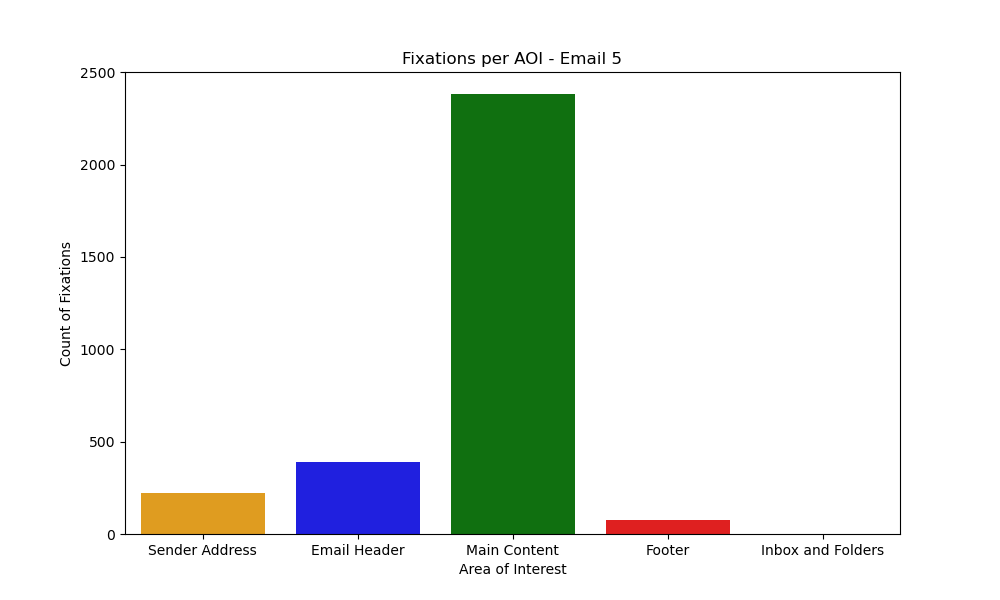 Fixations per AOI - Email 5
2500
2000
1500
1000
500
0
Count of Fixations
Sender Address
Email Header
Main Content
Footer
Inbox and Folders
Area of Interest